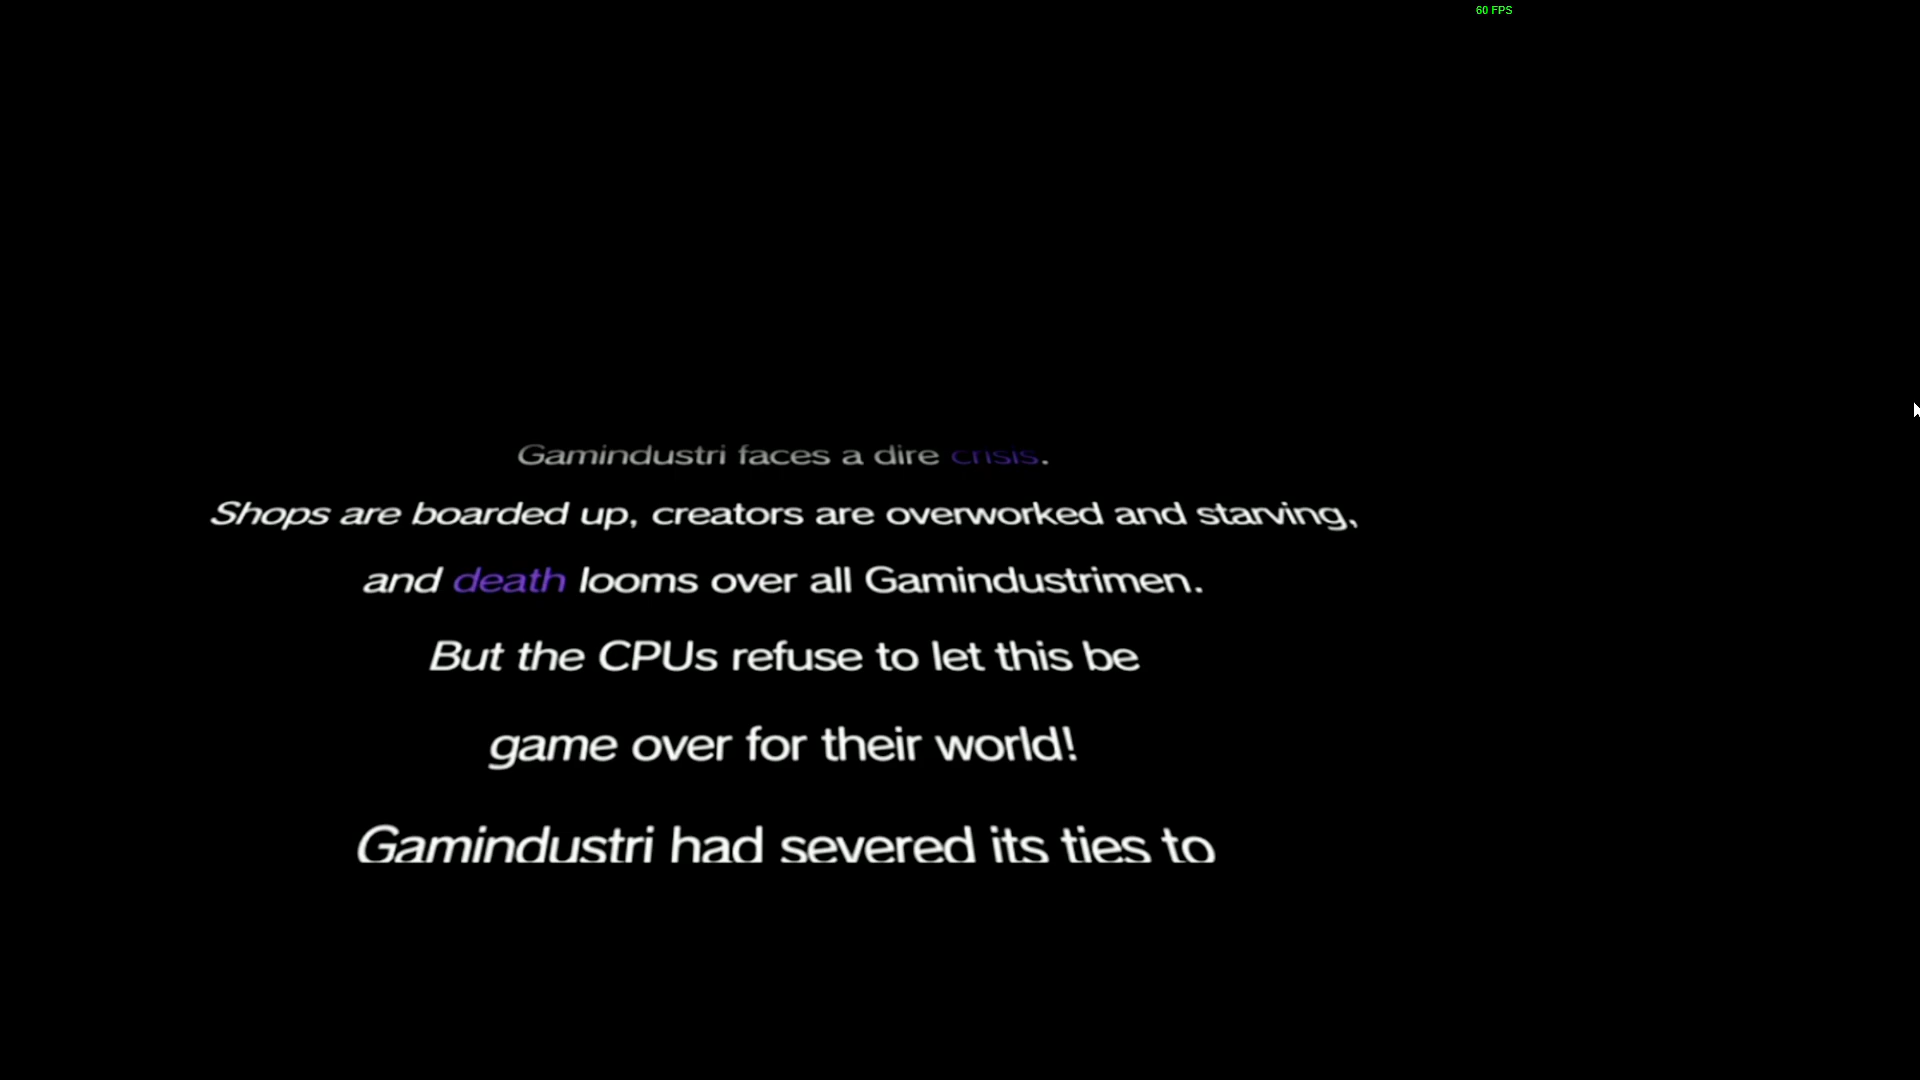 60 FPS
Gamindustri faces a dire crisis.
Shops are boarded up, creators are overworked and starving,
and death looms over all Gamindustrimen.
But the CPUs refuse to let this be
game over for their world!
Gamindustri had severed its ties to